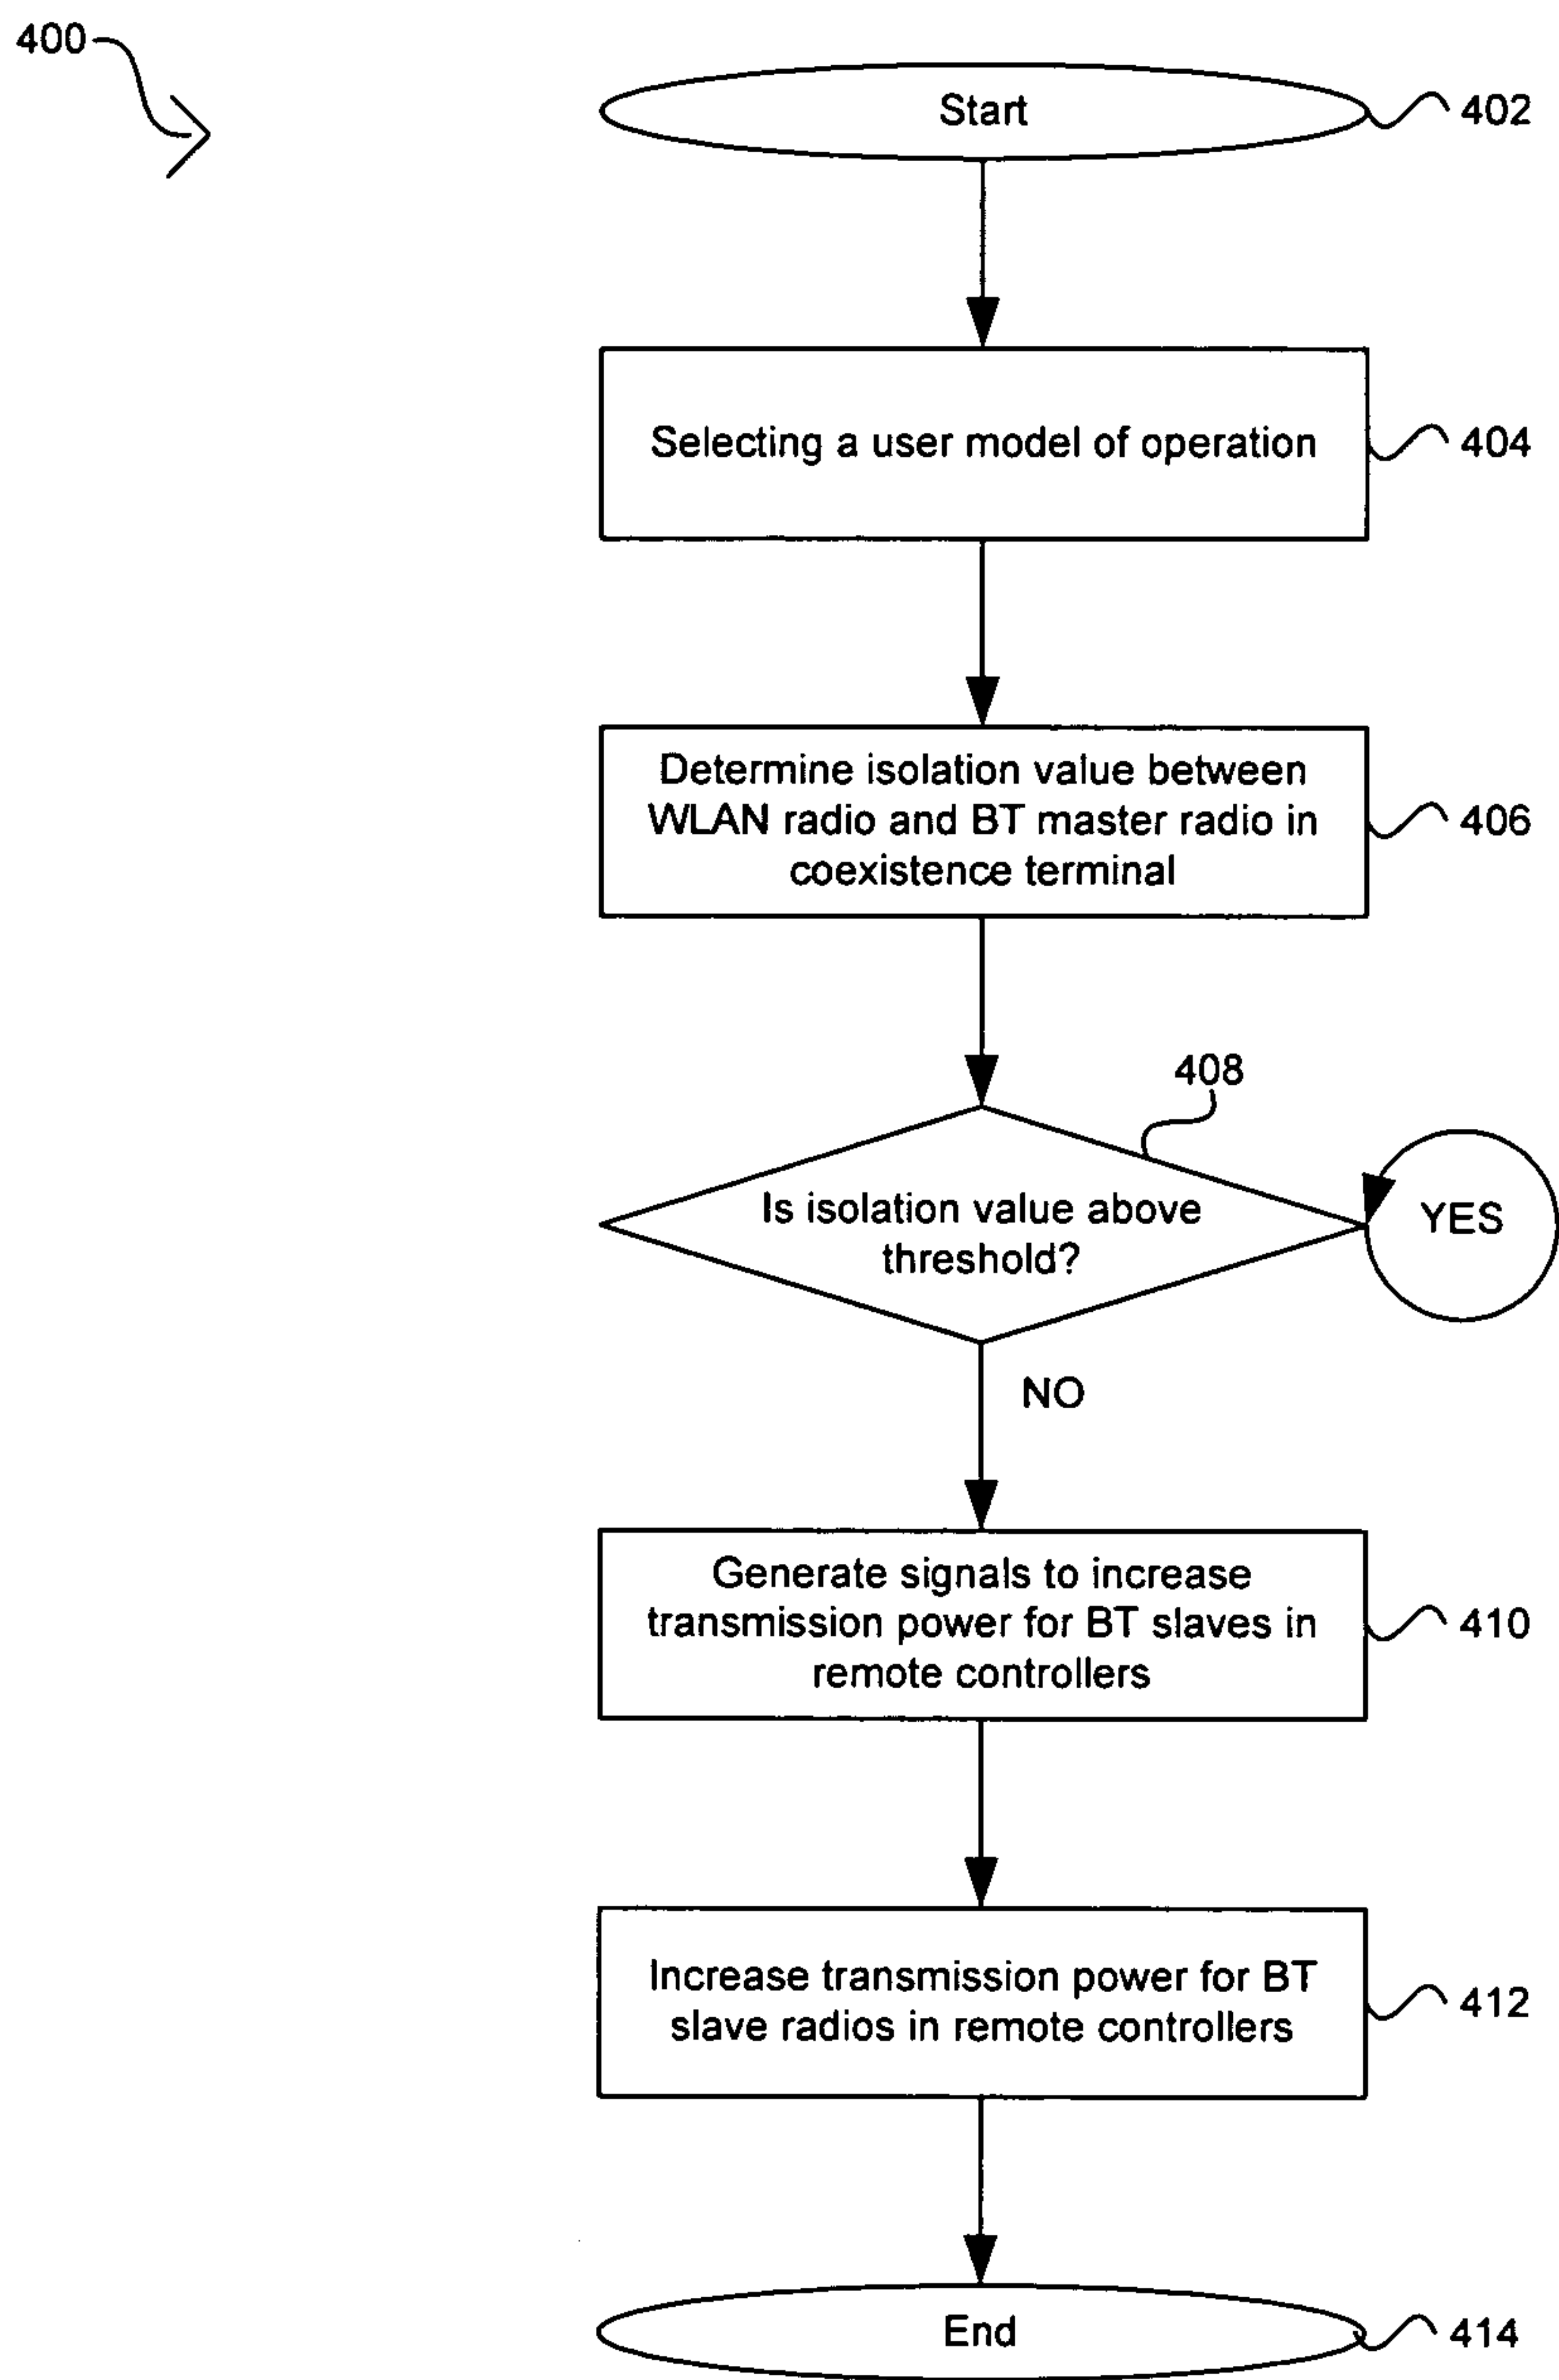 400
Start
402
Selecting a user model of operation
404
Determine isolation value between
WLAN radio and BT master radio in
coexistence terminal
406
408
Is isolation value above
threshold?
YES
NO
Generate signals to increase
transmission power for BT slaves in
remote controllers
410
Increase transmission power for BT
slave radios in remote controllers
412
End
414